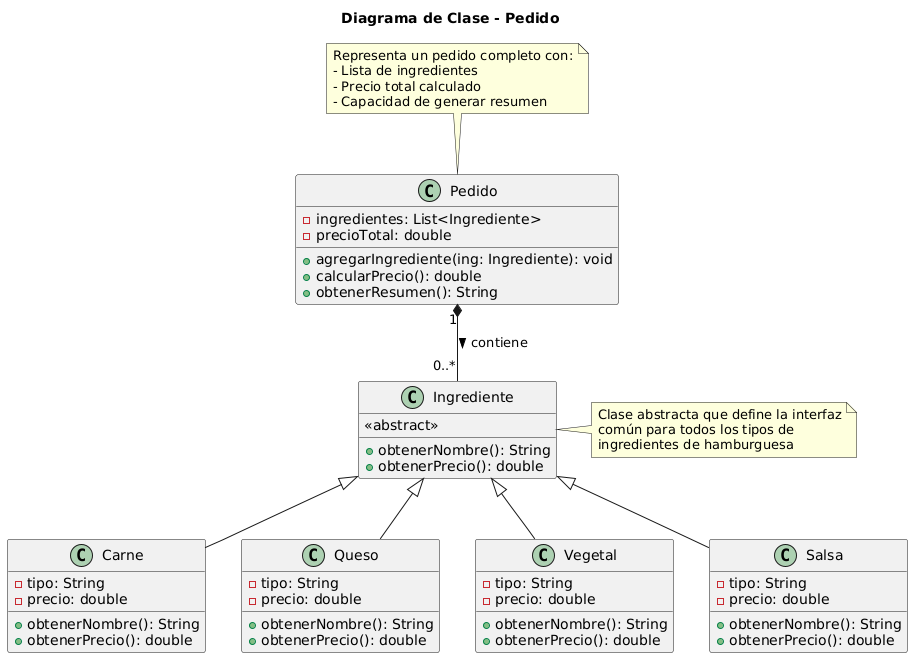 Diagrama de Clase - Pedido
Representa un pedido completo con:
- Lista de ingredientes
- Precio total calculado
- Capacidad de generar resumen
C Pedido
ingredientes: List<Ingrediente>
precioTotal: double
agregarIngrediente(ing: Ingrediente): void
calcularPrecio(): double
obtenerResumen(): String
1
contiene
0..*
C Ingrediente
«abstract»
obtenerNombre(): String
obtenerPrecio(): double
Clase abstracta que define la interfaz
común para todos los tipos de
ingredientes de hamburguesa
C Carne
tipo: String
precio: double
obtenerNombre(): String
obtenerPrecio(): double
C Queso
tipo: String
precio: double
obtenerNombre(): String
obtenerPrecio(): double
C Vegetal
tipo: String
precio: double
obtenerNombre(): String
obtenerPrecio(): double
C Salsa
tipo: String
precio: double
obtenerNombre(): String
obtenerPrecio(): double